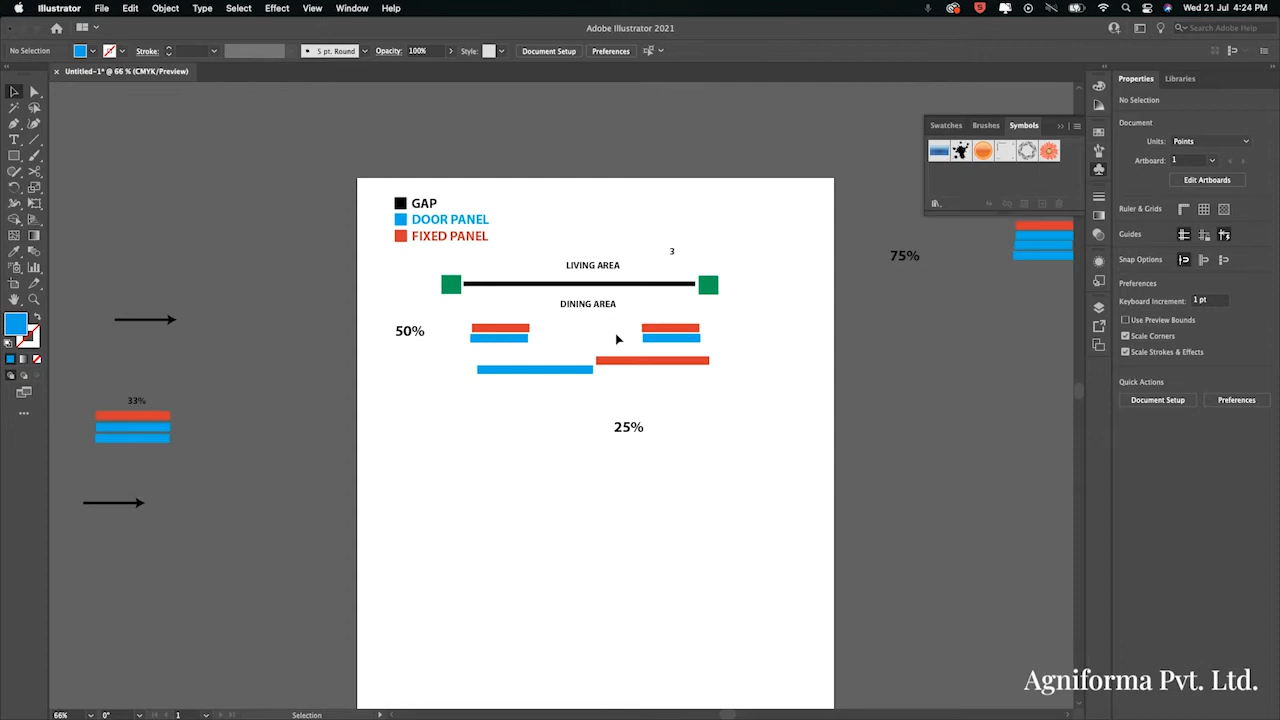 Illustrator File Edit Object Type Select Effect View Window Help
Wed 21 Jul 4:24 PM
Adobe Illustrator 2021
Search Adobe Help
No Selection
Stroke:
5 pt. Round
Opacity: 100%
Style:
Document Setup
Preferences
Untitled-1* @ 66 % (CMYK/Preview)
Swatches Brushes Symbols
Properties Libraries
No Selection
Document
Units: Points
Artboard: 1
Edit Artboards
Ruler & Grids
Guides
Snap Options
Preferences
Keyboard Increment: 1 pt
Use Preview Bounds
Scale Corners
Scale Strokes & Effects
Quick Actions
Document Setup Preferences
GAP
DOOR PANEL
FIXED PANEL
3
LIVING AREA
DINING AREA
50%
75%
33%
25%
Agniforma Pvt. Ltd.
66% 0° 1 Selection